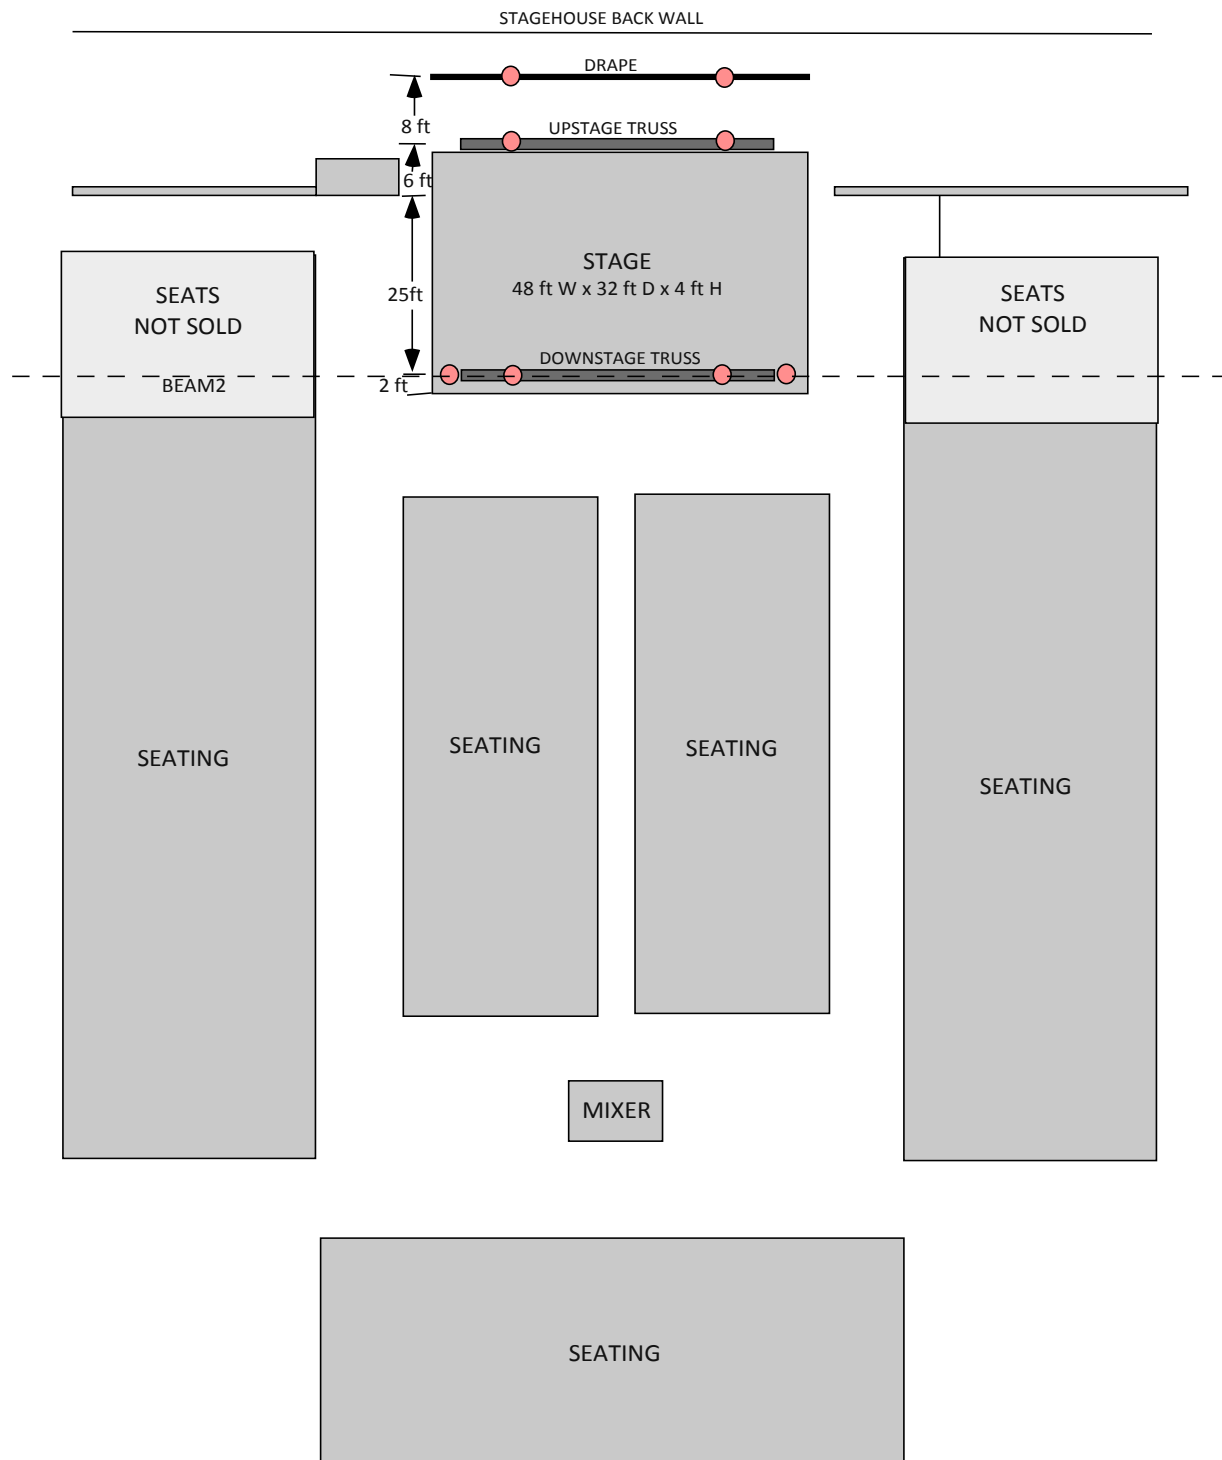 STAGEHOUSE BACK WALL
DRAPE
8 ft
UPSTAGE TRUSS
6 ft
STAGE
48 ft W x 32 ft D x 4 ft H
25ft
SEATS
NOT SOLD
SEATS
NOT SOLD
DOWNSTAGE TRUSS
BEAM2
2 ft
SEATING
SEATING
SEATING
SEATING
MIXER
SEATING